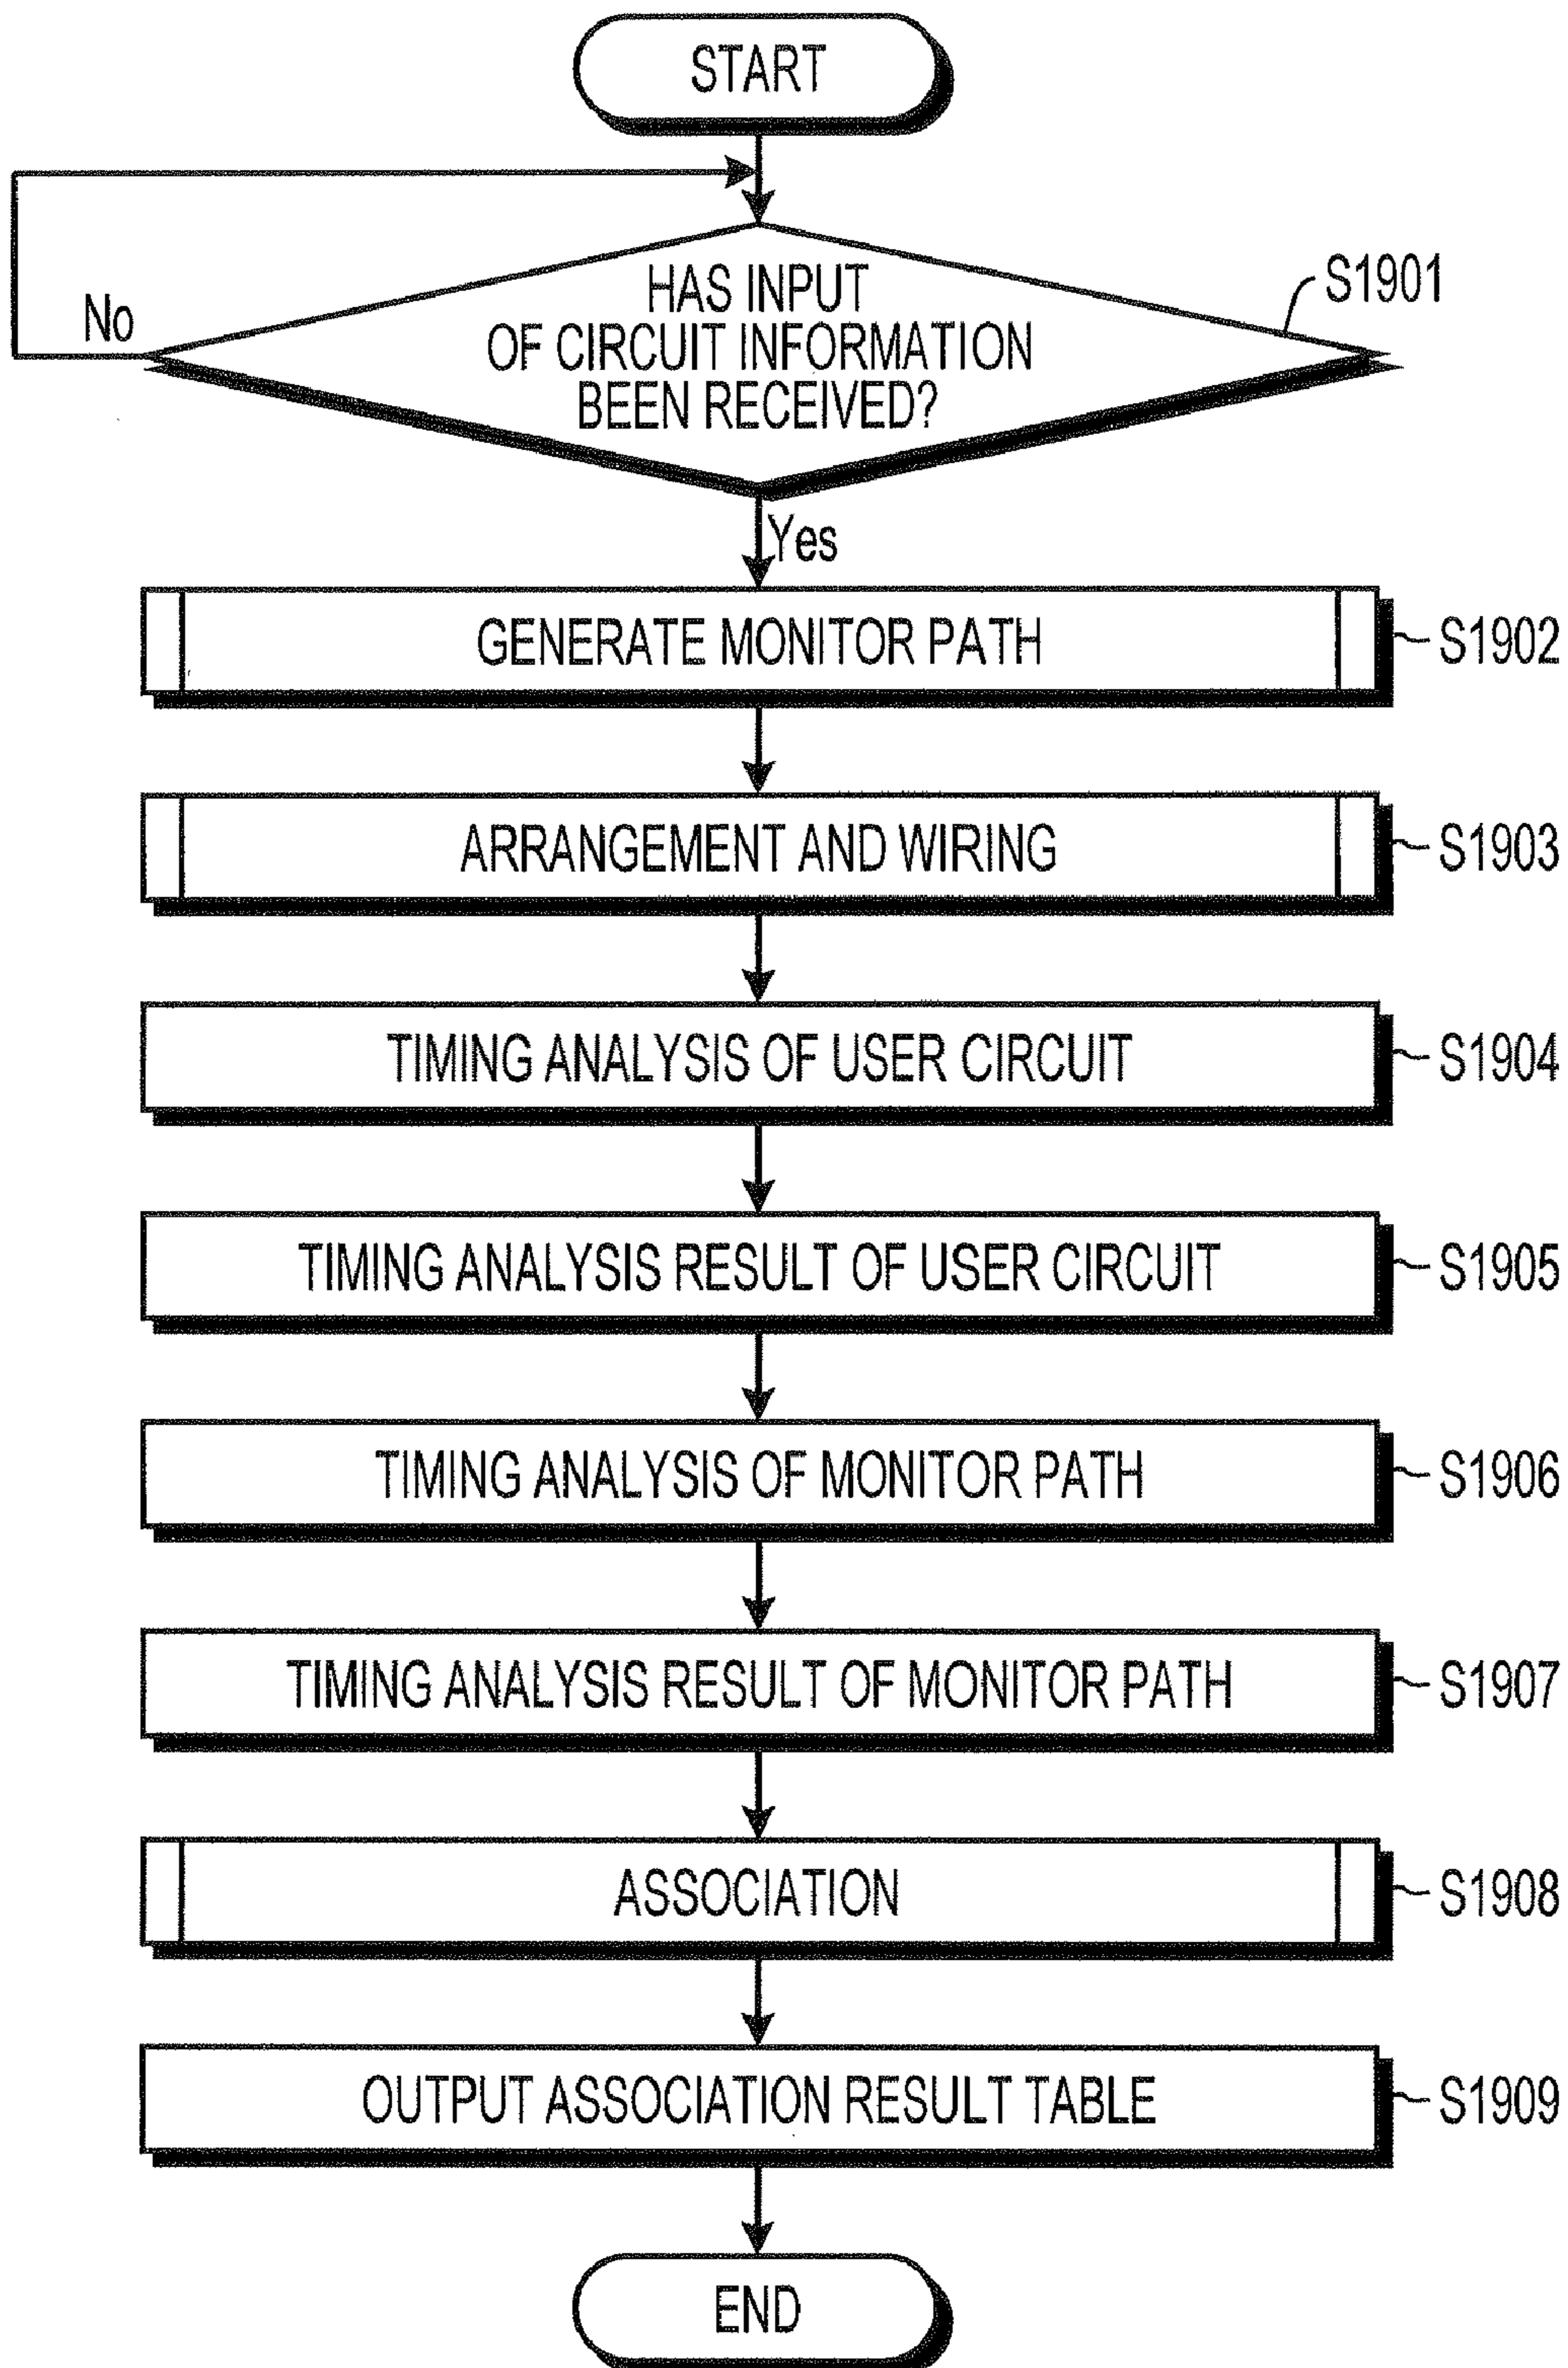 START
HAS INPUT
OF CIRCUIT INFORMATION
BEEN RECEIVED?
S1901
No
Yes
GENERATE MONITOR PATH
S1902
ARRANGEMENT AND WIRING
S1903
TIMING ANALYSIS OF USER CIRCUIT
S1904
TIMING ANALYSIS RESULT OF USER CIRCUIT
S1905
TIMING ANALYSIS OF MONITOR PATH
S1906
TIMING ANALYSIS RESULT OF MONITOR PATH
S1907
ASSOCIATION
S1908
OUTPUT ASSOCIATION RESULT TABLE
S1909
END